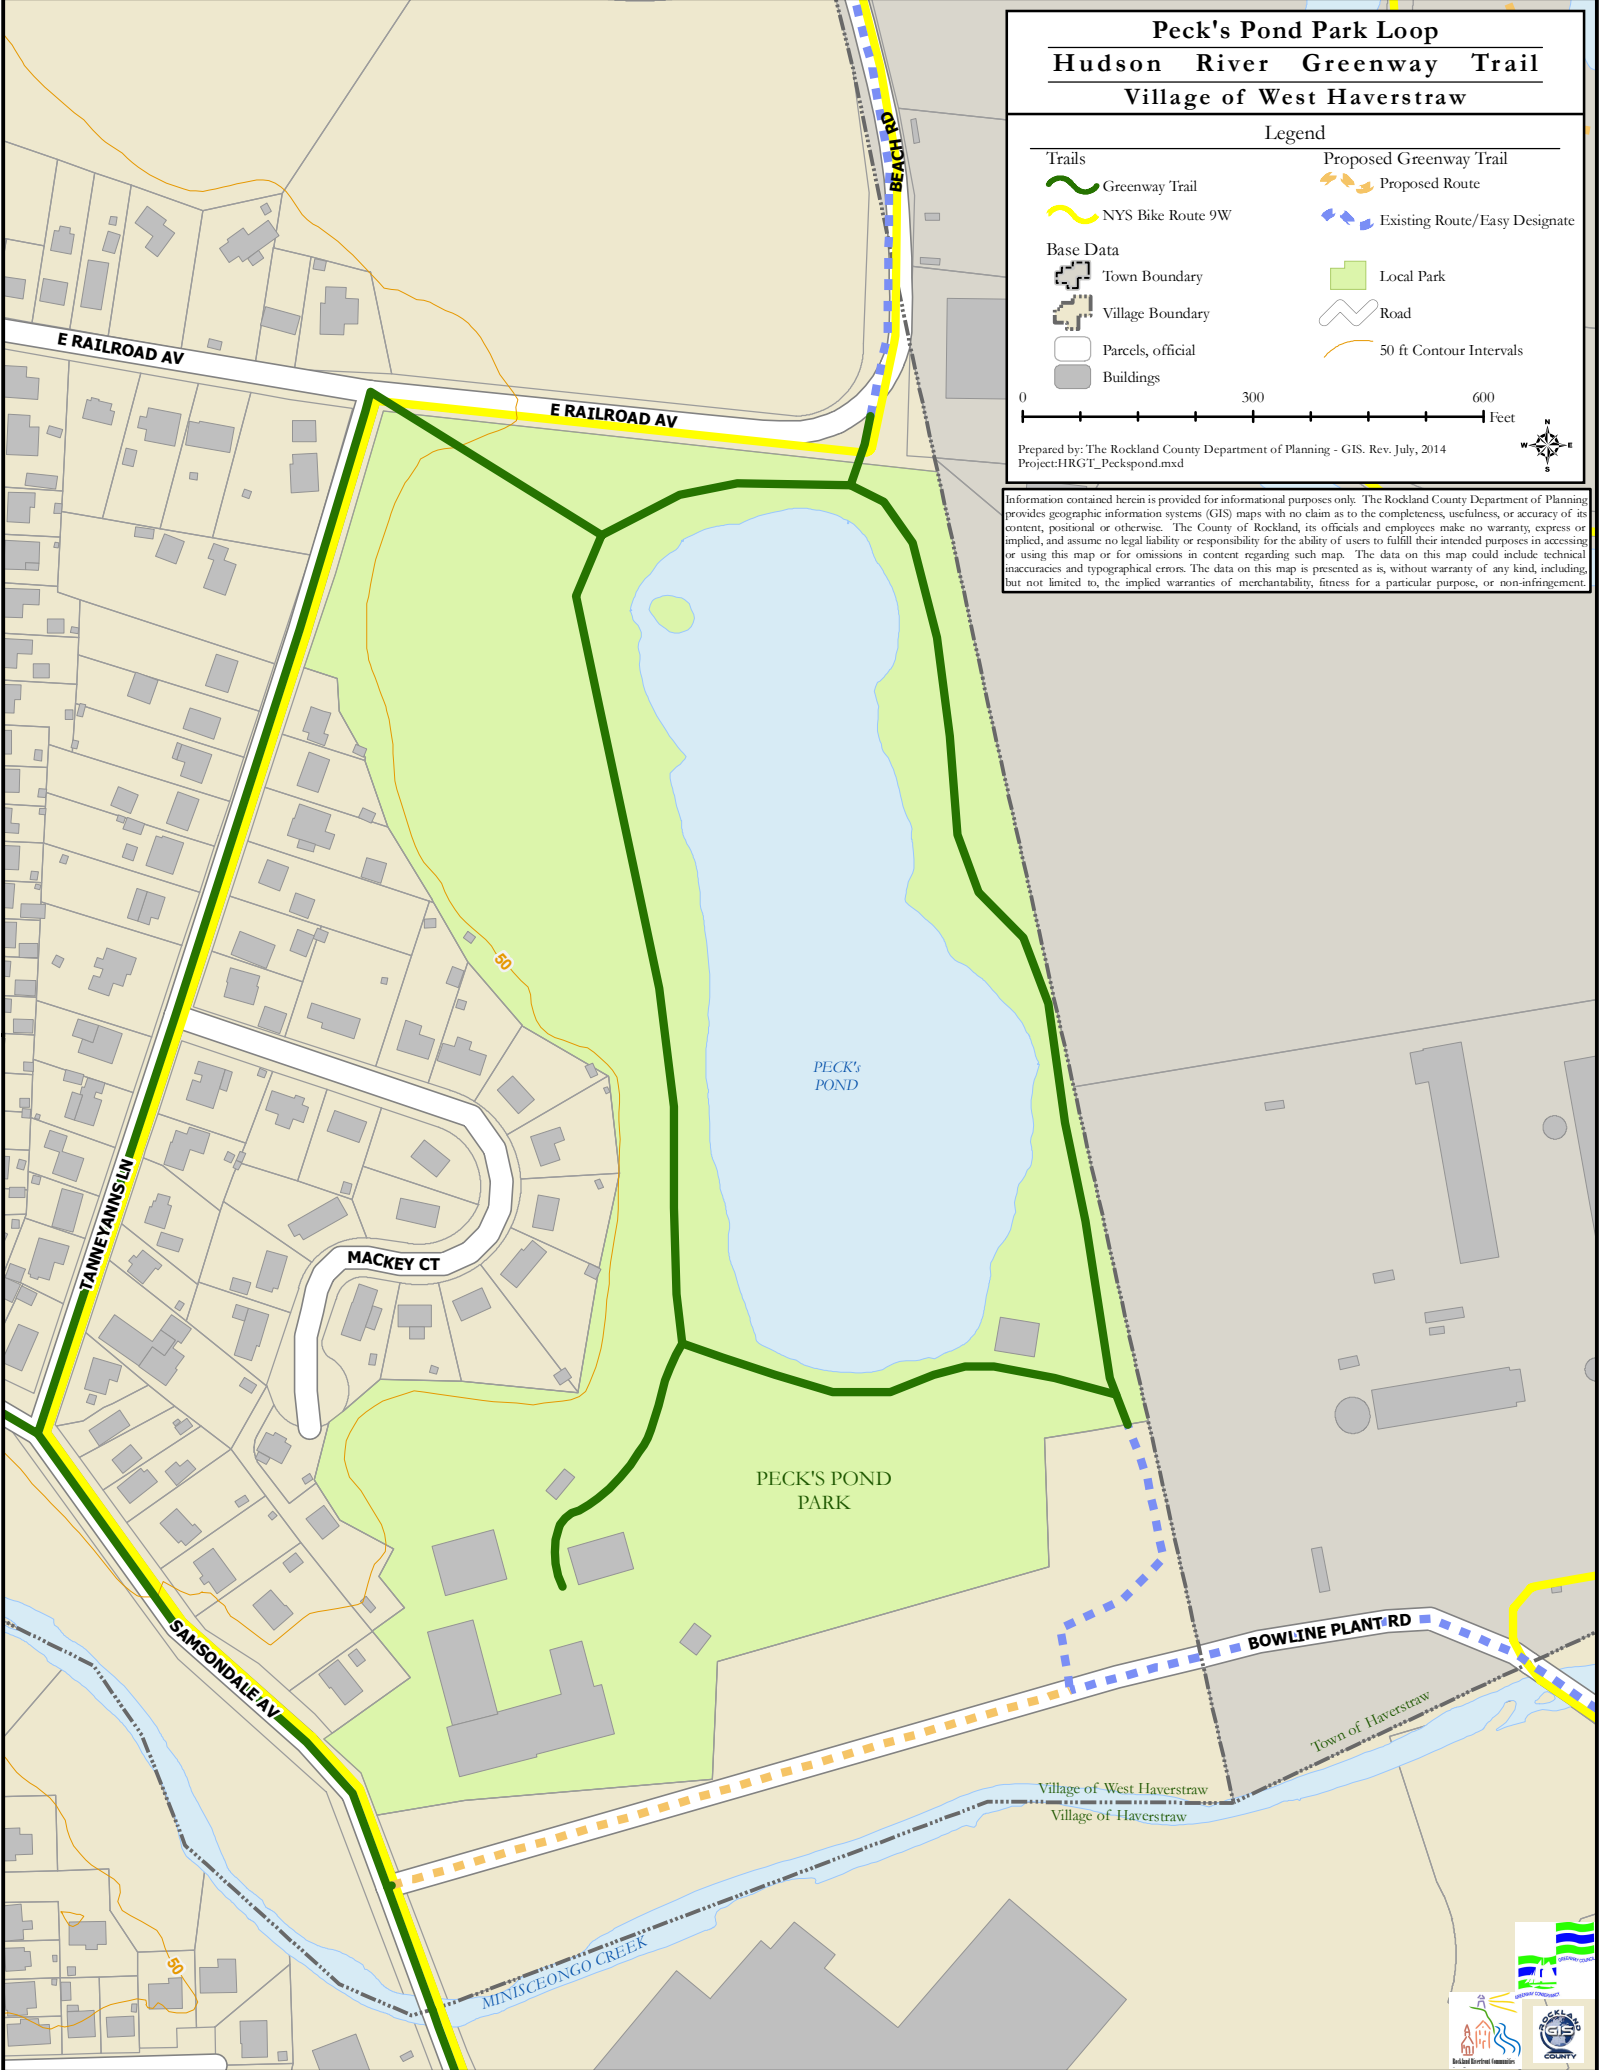 Peck's Pond Park Loop
Hudson River Greenway Trail
Village of West Haverstraw
Legend
Trails
Greenway Trail
NYS Bike Route 9W
Proposed Greenway Trail
Proposed Route
Existing Route/Easy Designate
Base Data
Town Boundary
Village Boundary
Parcels, official
Buildings
Local Park
Road
50 ft Contour Intervals
0 300 600
Feet
N
W E
S
Prepared by: The Rockland County Department of Planning - GIS. Rev. July, 2014
Project:HRGT_Peckspond.mxd
Information contained herein is provided for informational purposes only. The Rockland County Department of Planning
provides geographic information systems (GIS) maps with no claim as to the completeness, usefulness, or accuracy of its
content, positional or otherwise. The County of Rockland, its officials and employees make no warranty, express or
implied, and assume no legal liability or responsibility for the ability of users to fulfill their intended purposes in accessing
or using this map or for omissions in content regarding such map. The data on this map could include technical
inaccuracies and typographical errors. The data on this map is presented as is, without warranty of any kind, including,
but not limited to, the implied warranties of merchantability, fitness for a particular purpose, or non-infringement.
BEACH RD
E RAILROAD AV
E RAILROAD AV
50
PECK's
POND
TANNEYANNS LN
MACKEY CT
PECK'S POND
PARK
SAMSONDALE AV
BOWLINE PLANT RD
Town of Haverstraw
Village of West Haverstraw
Village of Haverstraw
MINISCEONGO CREEK
50
GREENWAY COUNCIL
GREENWAY CONSERVANCY
Rockland Riverfront Communities
ROCKLAND
GIS
COUNTY